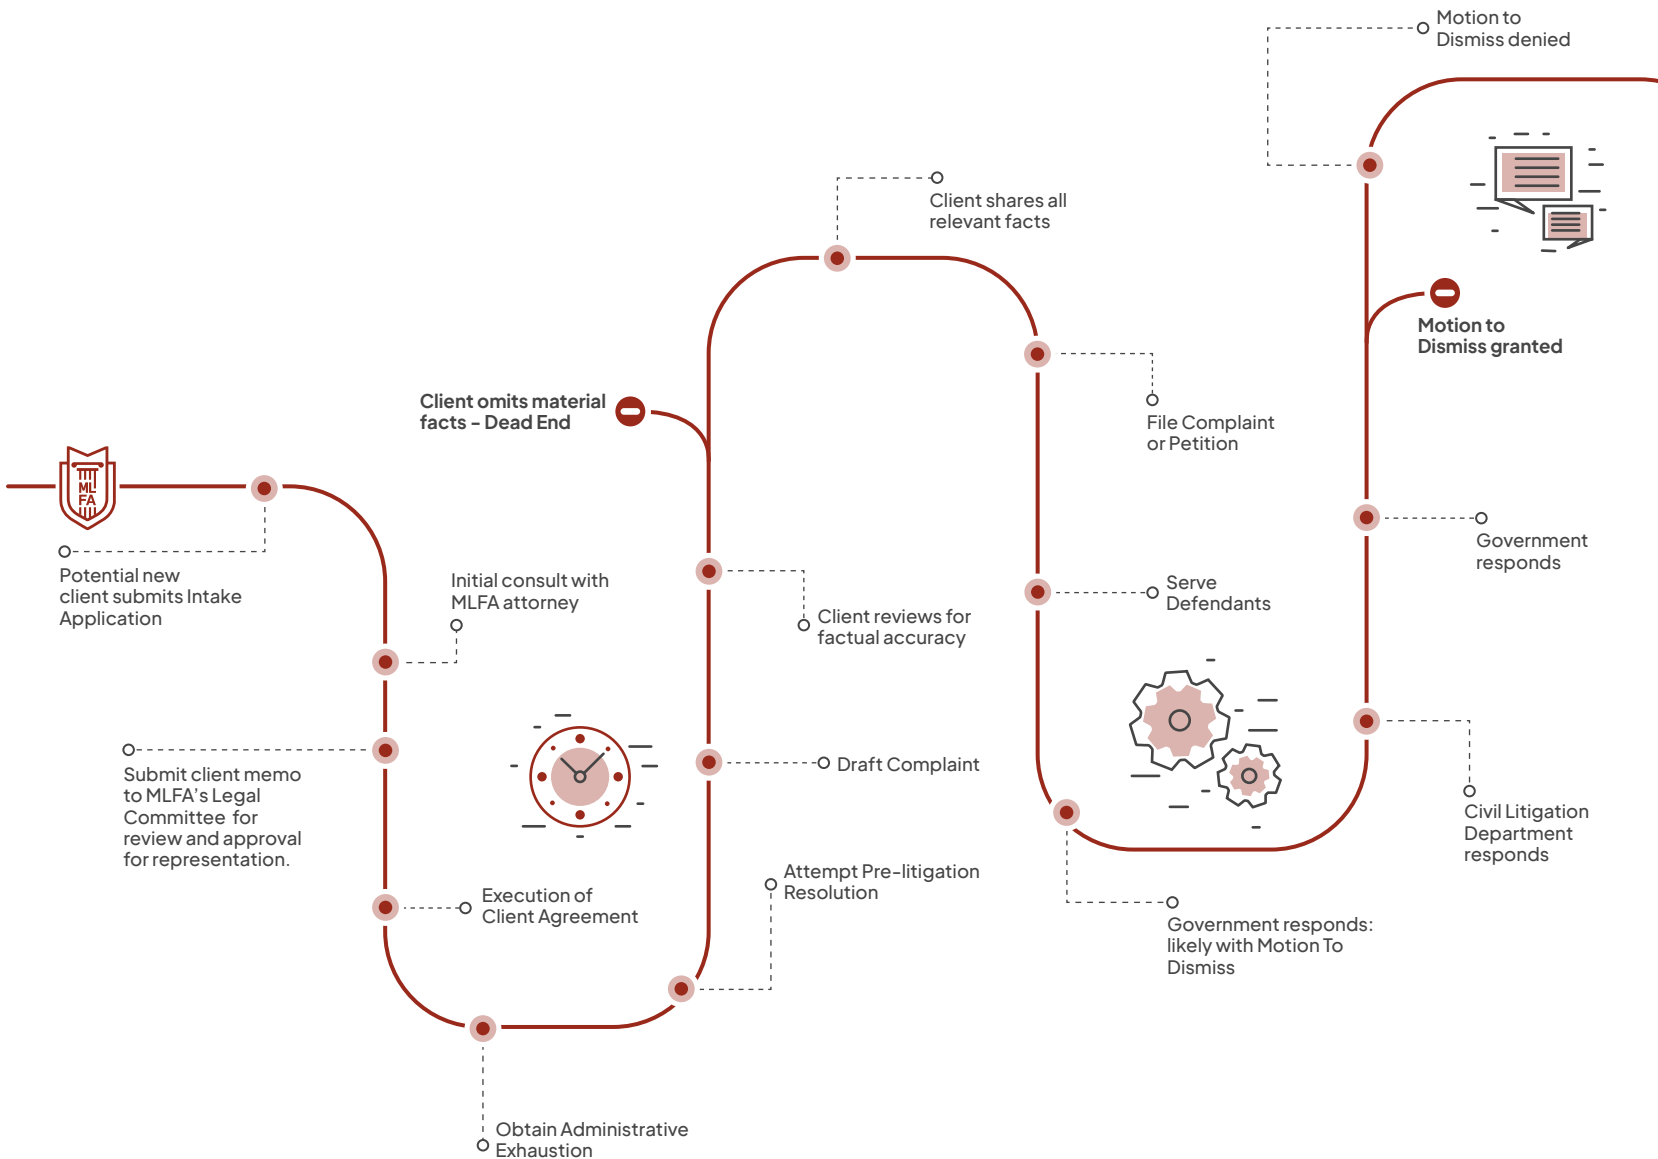 ML
FA
Potential new
client submits Intake
Application
Initial consult with
MLFA attorney
Submit client memo
to MLFA's Legal
Committee for
review and approval
for representation.
Execution of
Client Agreement
Obtain Administrative
Exhaustion
Attempt Pre-litigation
Resolution
Draft Complaint
Client reviews for
factual accuracy
Client omits material
facts – Dead End
Client shares all
relevant facts
File Complaint
or Petition
Serve
Defendants
Government responds:
likely with Motion To
Dismiss
Civil Litigation
Department
responds
Government
responds
Motion to
Dismiss granted
Motion to
Dismiss denied